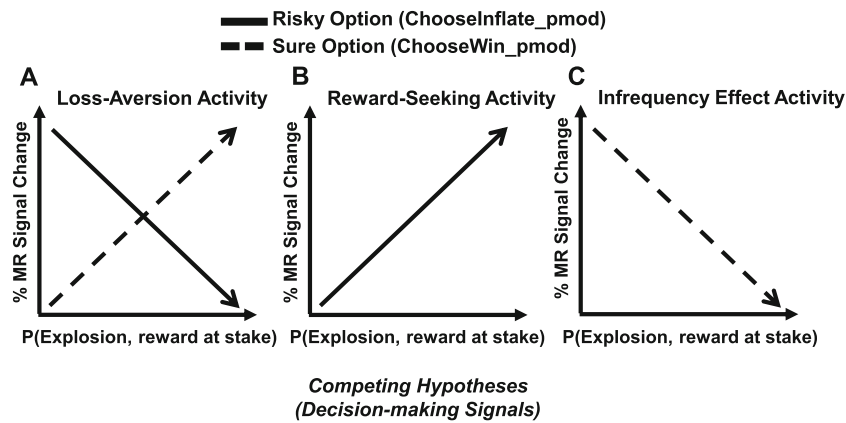 Risky Option (ChooseInflate_pmod)
Sure Option (ChooseWin_pmod)
A
Loss-Aversion Activity
% MR Signal Change
P(Explosion, reward at stake)
B
Reward-Seeking Activity
% MR Signal Change
P(Explosion, reward at stake)
C
Infrequency Effect Activity
% MR Signal Change
P(Explosion, reward at stake)
Competing Hypotheses
(Decision-making Signals)